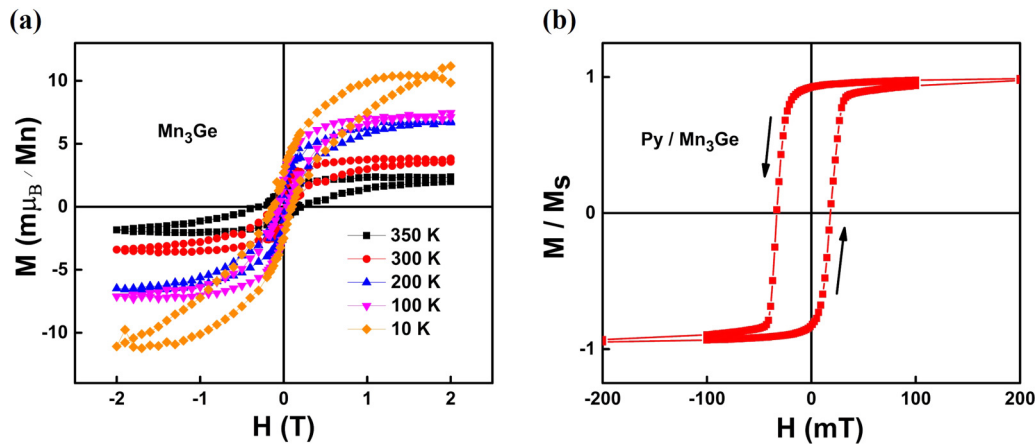 (a)
M (mμB / Mn)
10
5
0
-5
-10
-2
-1
0
1
2
H (T)
Mn3Ge
350 K
300 K
200 K
100 K
10 K
(b)
M / Ms
1
0
-1
-200
-100
0
100
200
H (mT)
Py / Mn3Ge